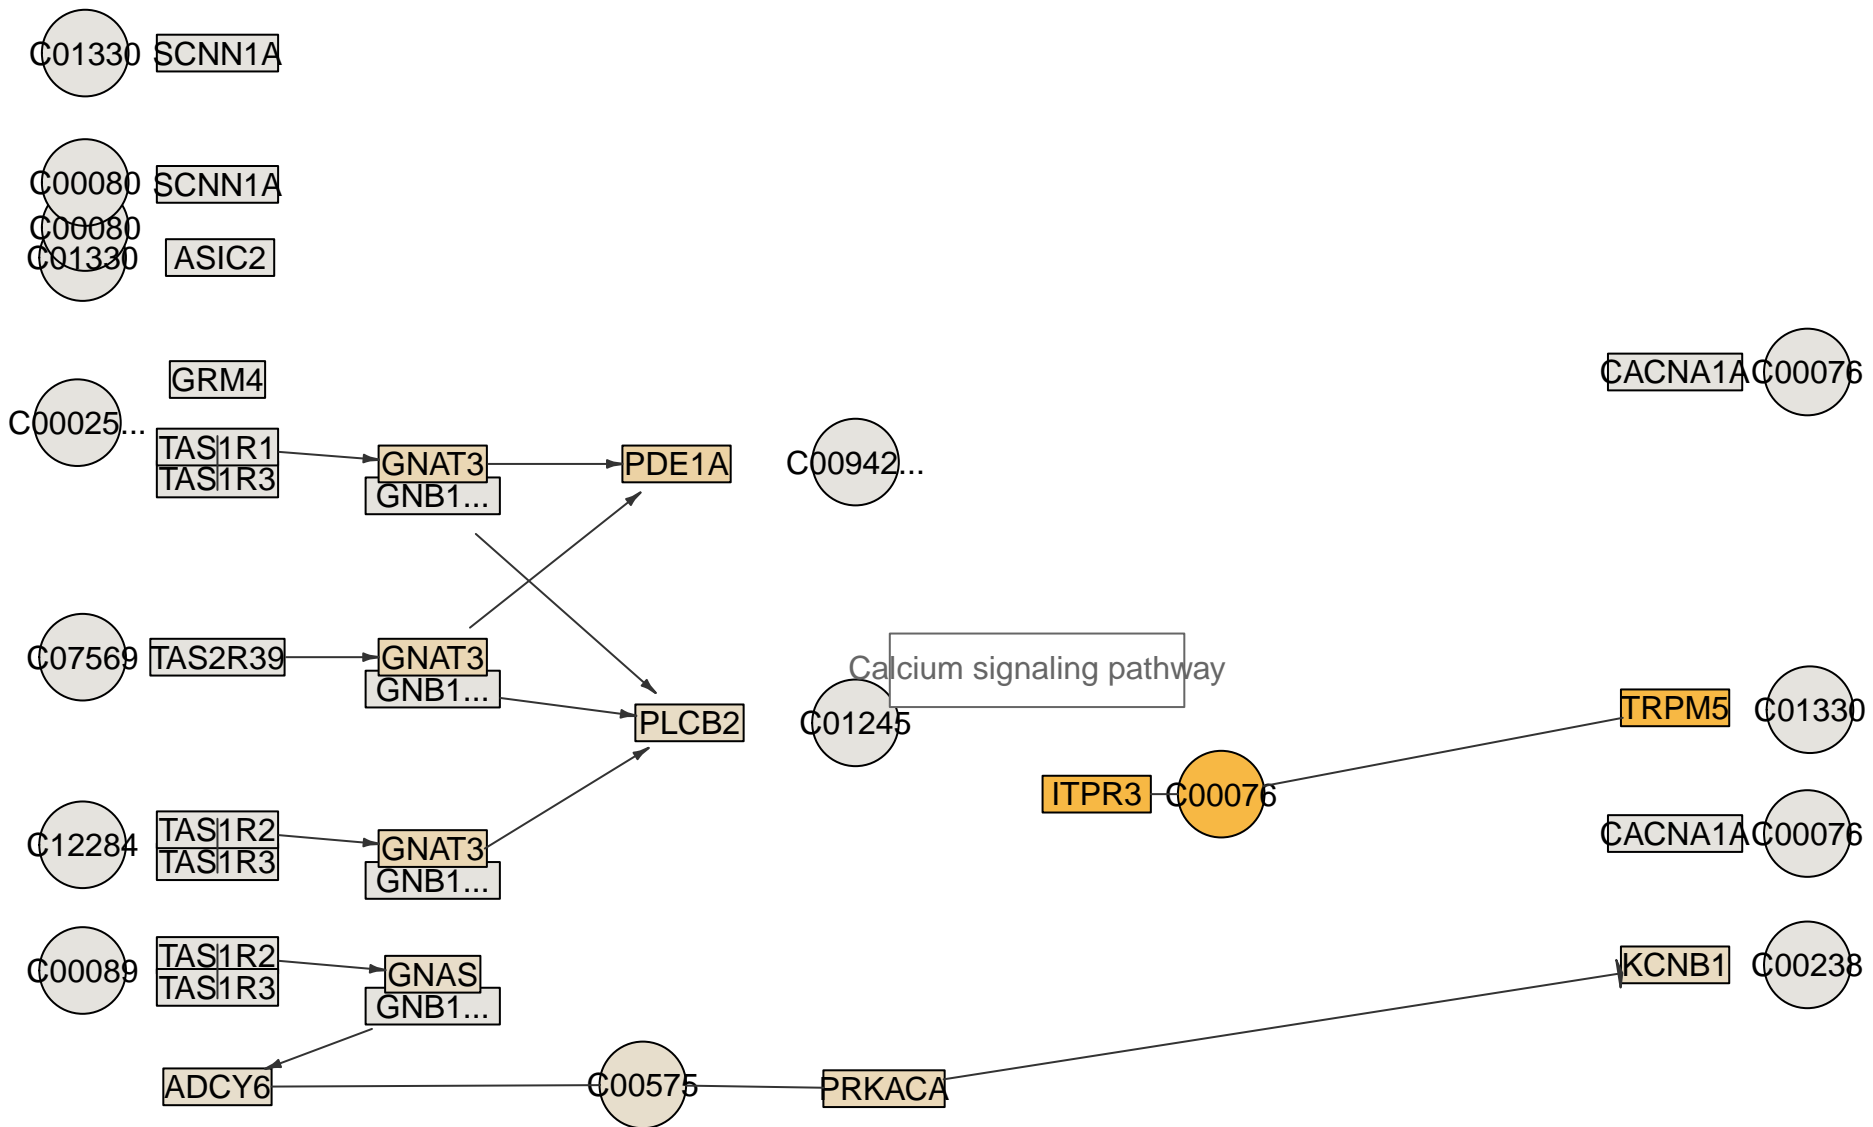 C01330 SCNN1A
C00080 SCNN1A
C00080
C01330 ASIC2
GRM4
CACNA1A C00076
C00025...
TAS1R1
TAS1R3
GNAT3
GNB1...
PDE1A
C00942...
C07569 TAS2R39
GNAT3
GNB1...
Calcium signaling pathway
PLCB2
C01245
TRPM5 C01330
ITPR3 C00076
C12284
TAS1R2
TAS1R3
GNAT3
GNB1...
CACNA1A C00076
C00089
TAS1R2
TAS1R3
GNAS
GNB1...
KCNB1 C00238
ADCY6
C00575
PRKACA